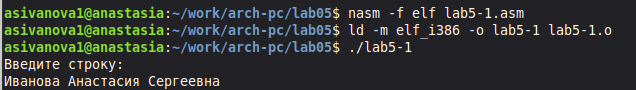 asivanova1@anastasia:~/work/arch-pc/lab05$ nasm -f elf lab5-1.asm
asivanova1@anastasia:~/work/arch-pc/lab05$ ld -m elf_i386 -o lab5-1 lab5-1.o
asivanova1@anastasia:~/work/arch-pc/lab05$ ./lab5-1
Введите строку:
Иванова Анастасия Сергеевна